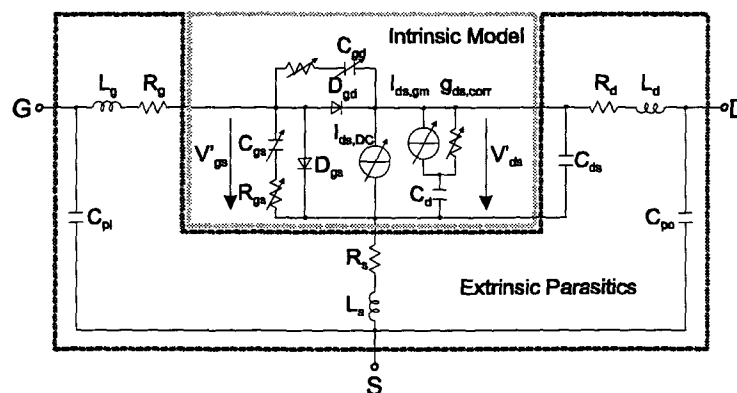 Intrinsic Model
C_gd
I_ds,gm g_ds,corr
L_g R_g
R_d L_d
G
D
D_gd
I_ds,DC
V'_gs
C_gs
D_gs
R_gs
V'_ds
C_d
C_ds
C_pi
C_po
R_s
L_s
Extrinsic Parasitics
S